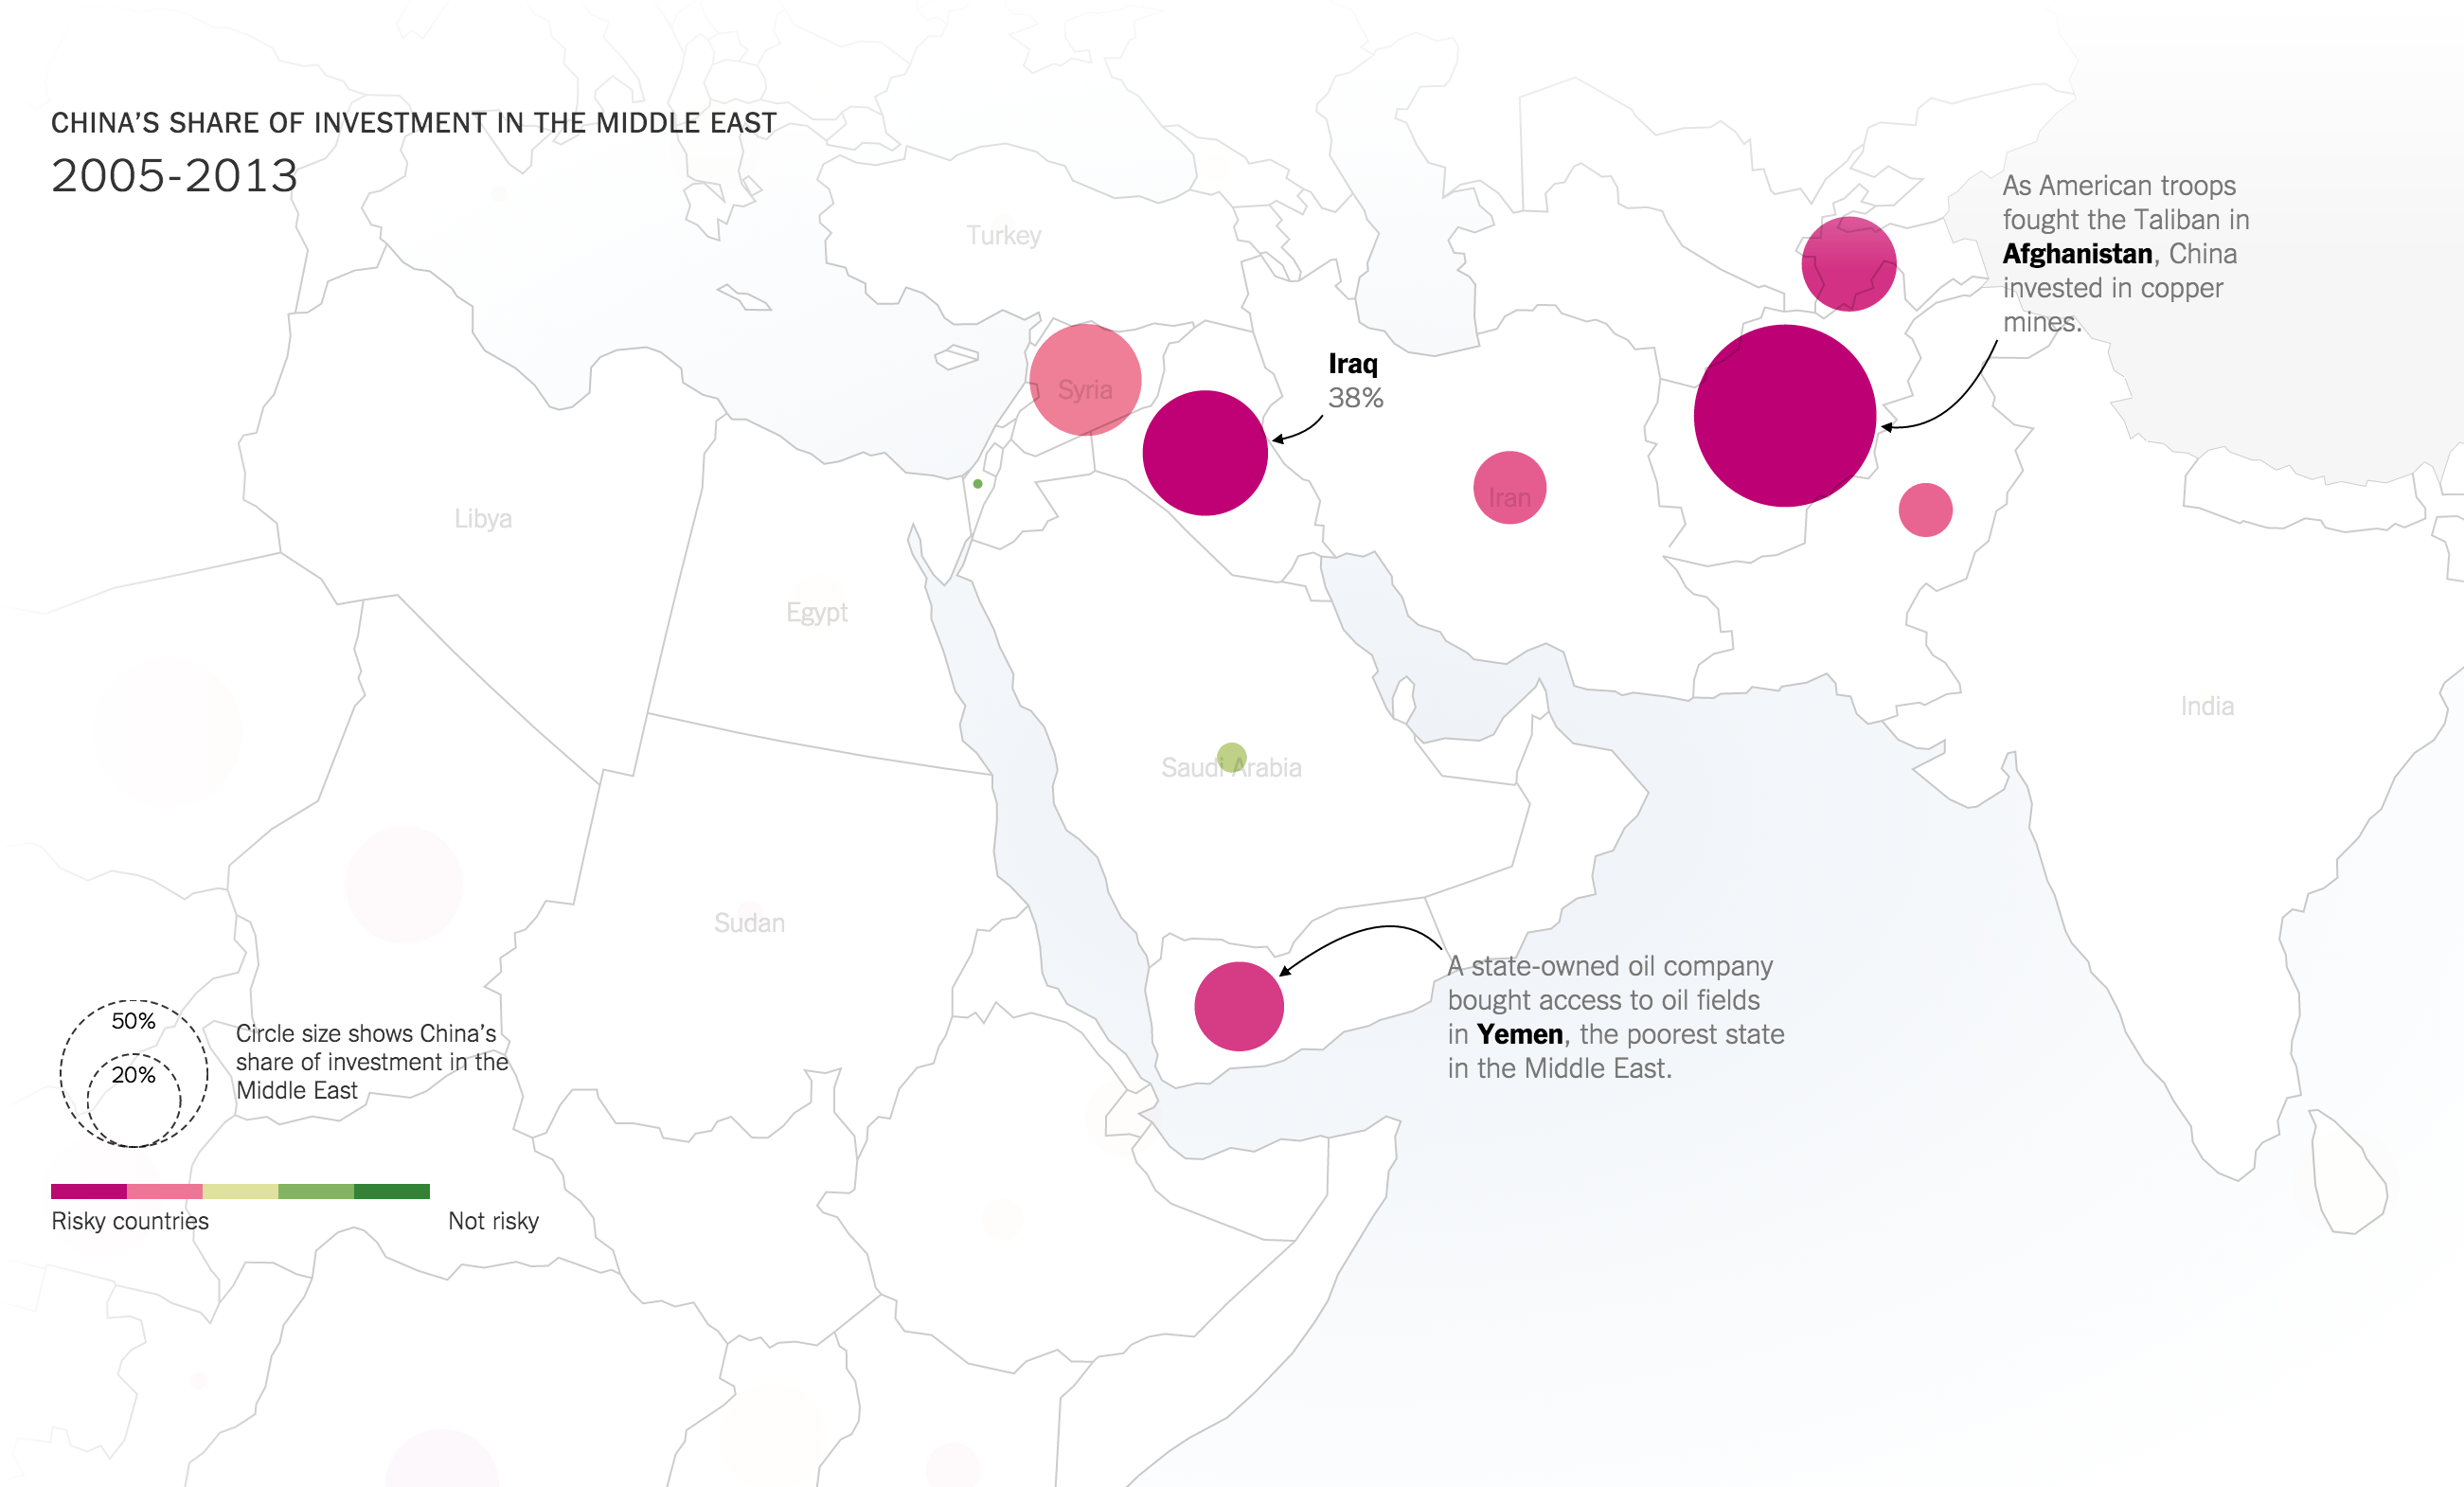 CHINA'S SHARE OF INVESTMENT IN THE MIDDLE EAST
2005-2013
As American troops
fought the Taliban in
Afghanistan, China
invested in copper
mines.
Turkey
Iraq
38%
Syria
Iran
Libya
Egypt
India
Saudi Arabia
Sudan
A state-owned oil company
bought access to oil fields
in Yemen, the poorest state
in the Middle East.
50%
20%
Circle size shows China's
share of investment in the
Middle East
Risky countries
Not risky